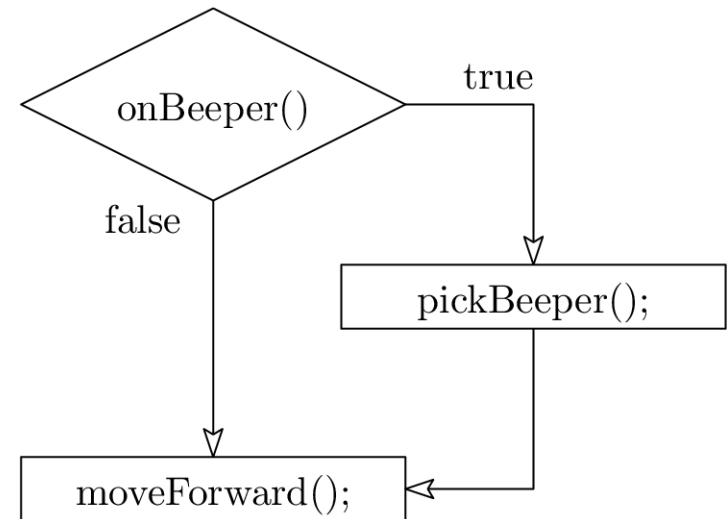 true
onBeeper()
false
pickBeeper();
moveForward();